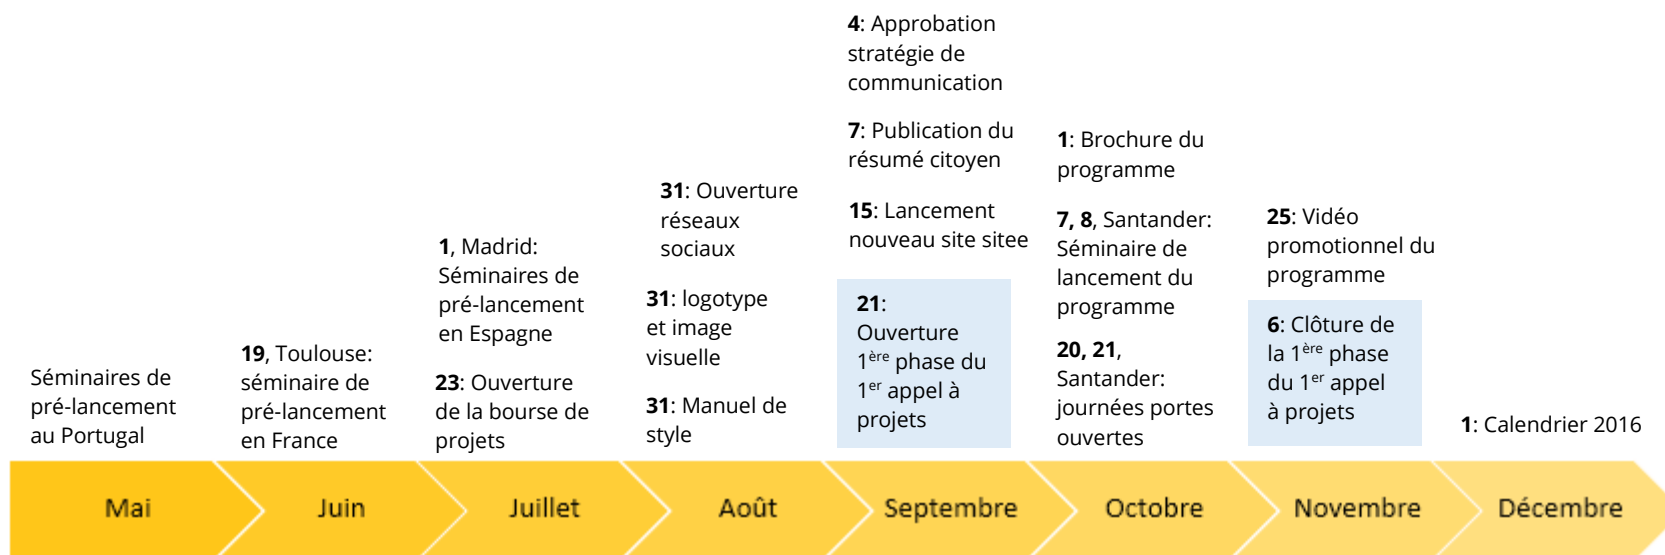 Séminaires de
pré-lancement
au Portugal
19, Toulouse:
séminaire de
pré-lancement
en France
1, Madrid:
Séminaires de
pré-lancement
en Espagne
23: Ouverture
de la bourse de
projets
31: Ouverture
réseaux
sociaux
31: logotype
et image
visuelle
31: Manuel de
style
4: Approbation
stratégie de
communication
7: Publication du
résumé citoyen
15: Lancement
nouveau site sitee
21:
Ouverture
1ère phase du
1er appel à
projets
1: Brochure du
programme
7, 8, Santander:
Séminaire de
lancement du
programme
20, 21,
Santander:
journées portes
ouvertes
25: Vidéo
promotionnel du
programme
6: Clôture de
la 1ère phase
du 1er appel
à projets
1: Calendrier 2016
Mai
Juin
Juillet
Août
Septembre
Octobre
Novembre
Décembre